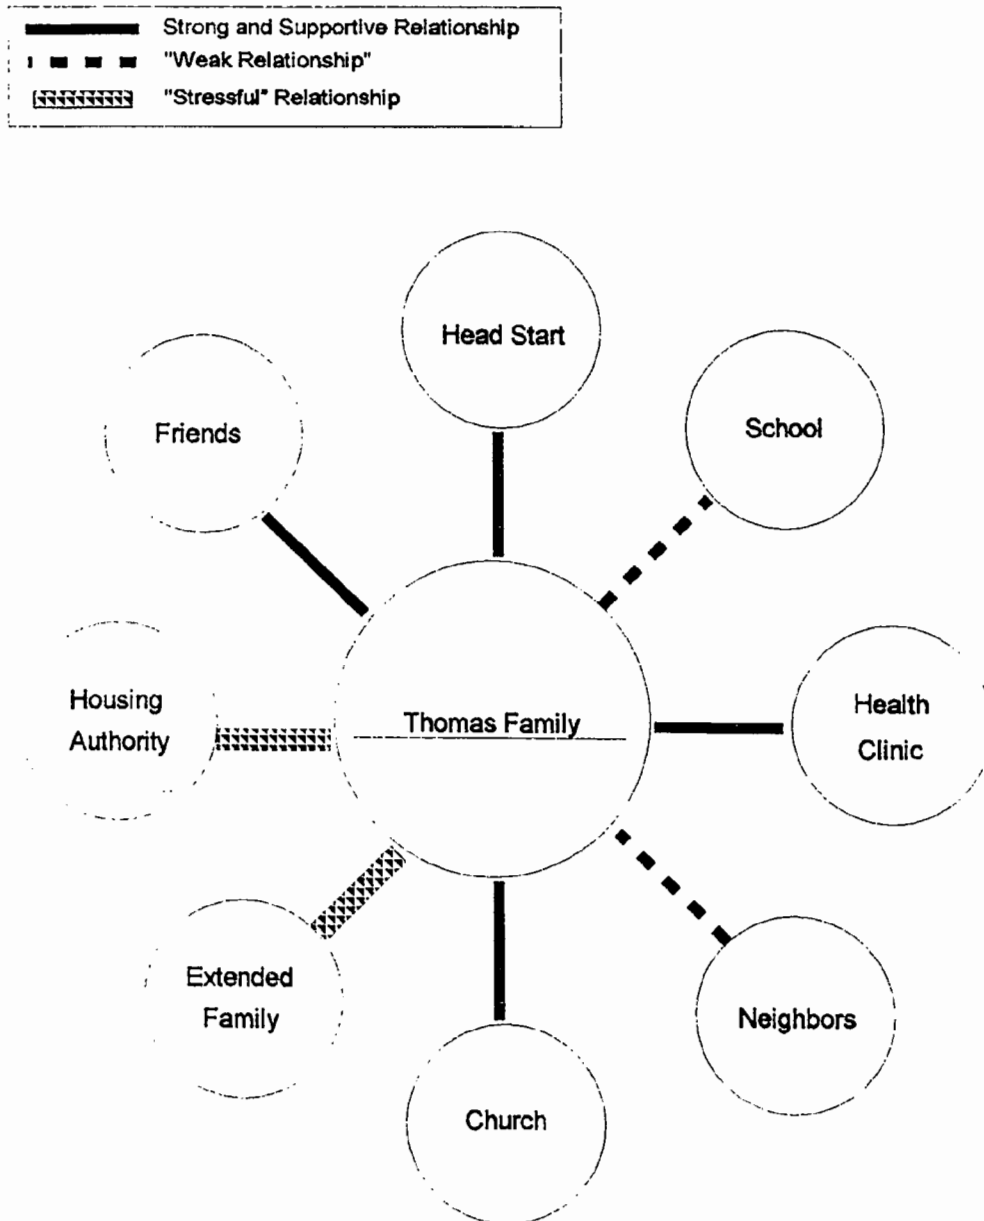 Strong and Supportive Relationship
"Weak Relationship"
"Stressful" Relationship
Head Start
Friends
School
Housing
Authority
Thomas Family
Health
Clinic
Extended
Family
Neighbors
Church